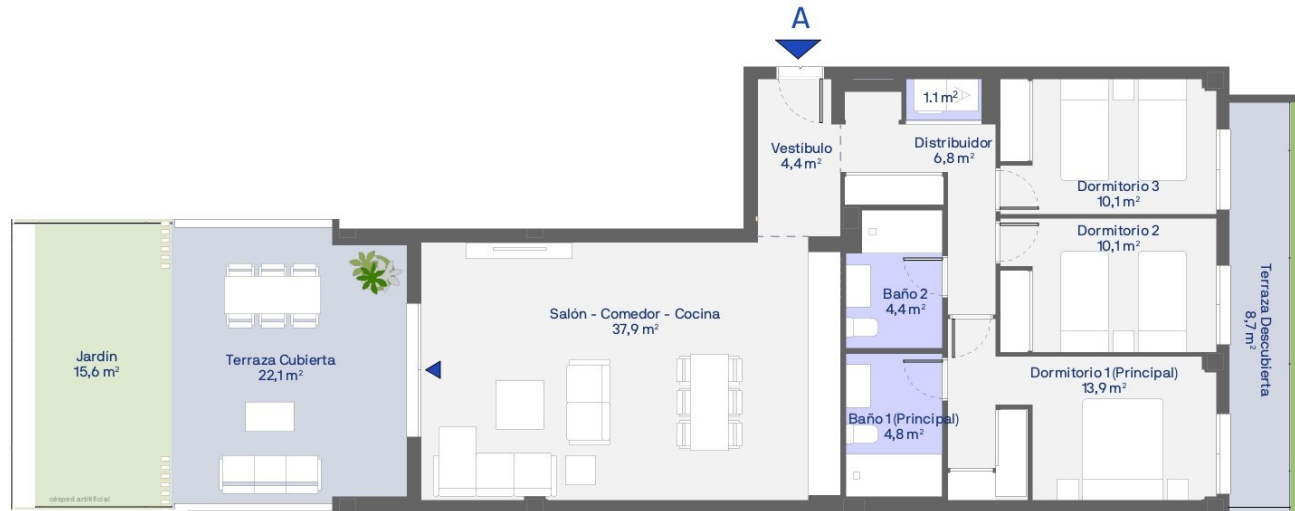 A
1.1 m²
Vestíbulo
4,4 m²
Distribuidor
6,8 m²
Dormitorio 3
10,1 m²
Dormitorio 2
10,1 m²
Terraza Descubierta
8,7 m²
Baño 2
4,4 m²
Salón - Comedor - Cocina
37,9 m²
Jardín
15,6 m²
Terraza Cubierta
22,1 m²
Dormitorio 1 (Principal)
13,9 m²
Baño 1 (Principal)
4,8 m²
césped artificial